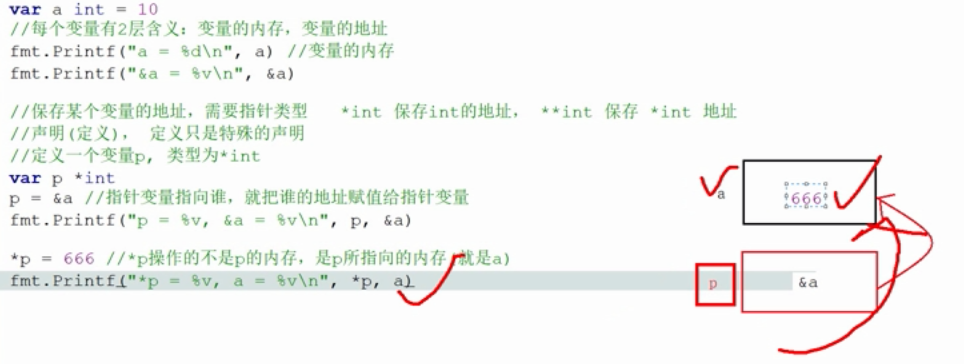 var a int = 10
//每个变量有2层含义：变量的内存，变量的地址
fmt.Printf("a = %d\n", a) //变量的内存
fmt.Printf("&a = %v\n", &a)
//保存某个变量的地址，需要指针类型 *int 保存int的地址， **int 保存 *int 地址
//声明(定义)， 定义只是特殊的声明
//定义一个变量p, 类型为*int
var p *int
p = &a //指针变量指向谁，就把谁的地址赋值给指针变量
fmt.Printf("p = %v, &a = %v\n", p, &a)
*p = 666 //*p操作的不是p的内存，是p所指向的内存 就是a)
fmt.Printf("*p = %v, a = %v\n", *p, a)
a
666
p
&a